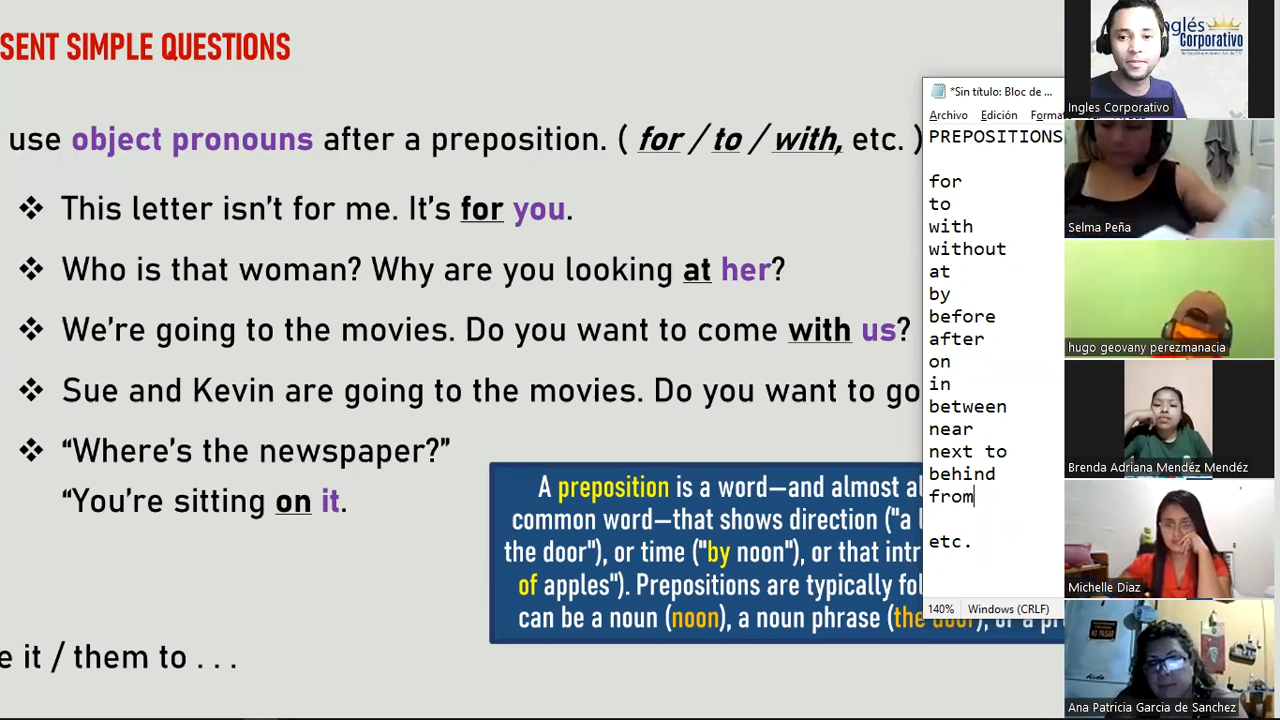 SENT SIMPLE QUESTIONS
use object pronouns after a preposition. ( for / to / with, etc. )
❖ This letter isn't for me. It's for you.
❖ Who is that woman? Why are you looking at her?
❖ We're going to the movies. Do you want to come with us?
❖ Sue and Kevin are going to the movies. Do you want to go
❖ “Where's the newspaper?”
“You're sitting on it.
A preposition is a word—and almost al
common word—that shows direction ("a l
the door"), or time ("by noon"), or that intr
of apples"). Prepositions are typically fol
can be a noun (noon), a noun phrase (the door), or a pr
e it / them to . . .
*Sin título: Bloc de ...
Archivo Edición Formato
PREPOSITIONS
for
to
with
without
at
by
before
after
on
in
between
near
next to
behind
from
etc.
140% Windows (CRLF)
Inglés
Corporativo
Ingles Corporativo
Selma Peña
hugo geovany perezmanacia
Brenda Adriana Mendéz Mendéz
Michelle Diaz
NO PASAR
Ana Patricia Garcia de Sanchez